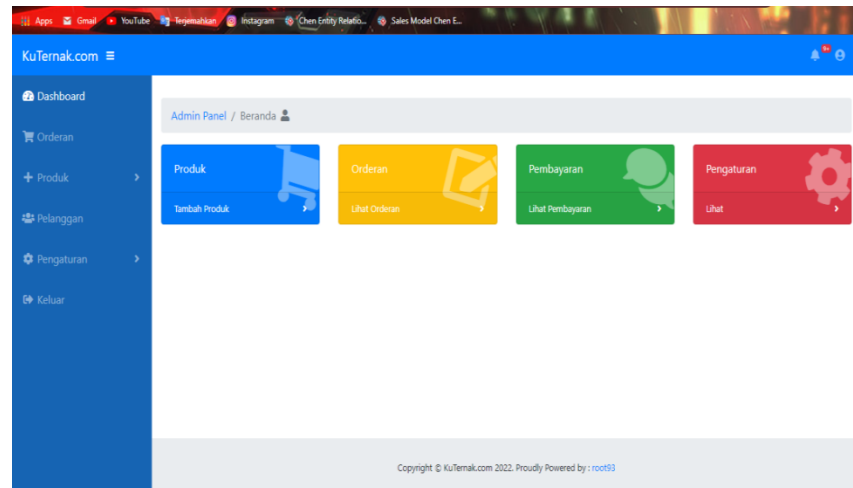 Apps Gmail YouTube Terjemahkan Instagram Chen Entity Relatio... Sales Model Chen E...
KuTernak.com
9+
Dashboard
Orderan
Produk
Pelanggan
Pengaturan
Keluar
Admin Panel / Beranda
Produk
Tambah Produk
Orderan
Lihat Orderan
Pembayaran
Lihat Pembayaran
Pengaturan
Lihat
Copyright © KuTernak.com 2022. Proudly Powered by : root93